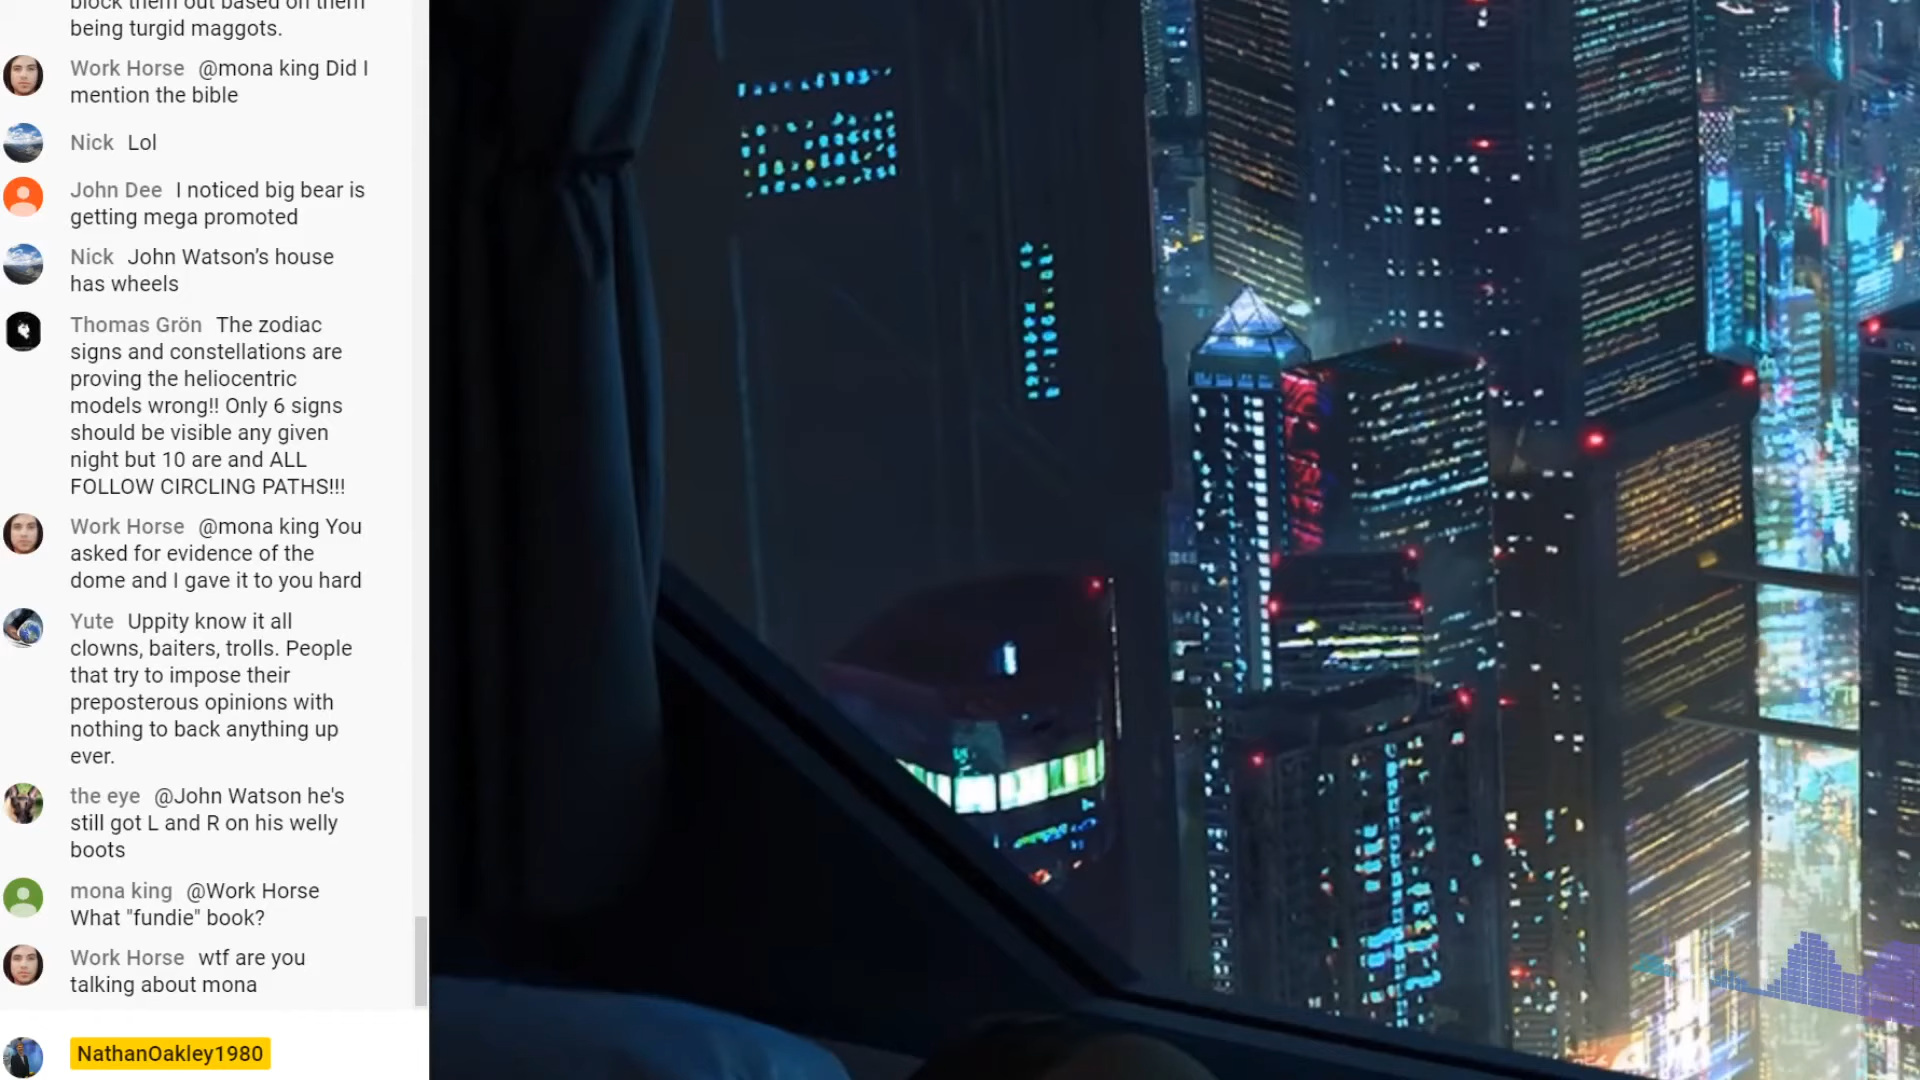 block them out based on them
being turgid maggots.
Work Horse @mona king Did I
mention the bible
Nick Lol
John Dee I noticed big bear is
getting mega promoted
Nick John Watson’s house
has wheels
Thomas Grön The zodiac
signs and constellations are
proving the heliocentric
models wrong!! Only 6 signs
should be visible any given
night but 10 are and ALL
FOLLOW CIRCLING PATHS!!!
Work Horse @mona king You
asked for evidence of the
dome and I gave it to you hard
Yute Uppity know it all
clowns, baiters, trolls. People
that try to impose their
preposterous opinions with
nothing to back anything up
ever.
the eye @John Watson he's
still got L and R on his welly
boots
mona king @Work Horse
What "fundie" book?
Work Horse wtf are you
talking about mona
NathanOakley1980